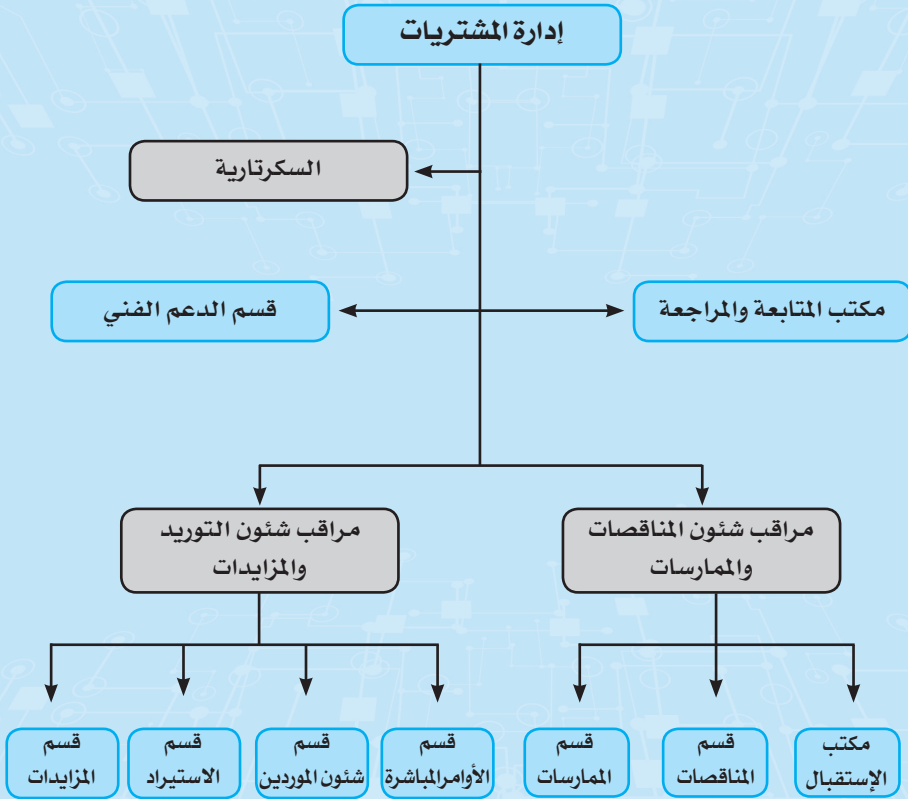 إدارة المشتريات
السكرتارية
مكتب المتابعة والمراجعة
قسم الدعم الفني
مراقب شئون المناقصات
والممارسات
مراقب شئون التوريد
والمزايدات
مكتب
الإستقبال
قسم
المناقصات
قسم
الممارسات
قسم
الأوامرالمباشرة
قسم
شئون الموردين
قسم
الاستيراد
قسم
المزايدات